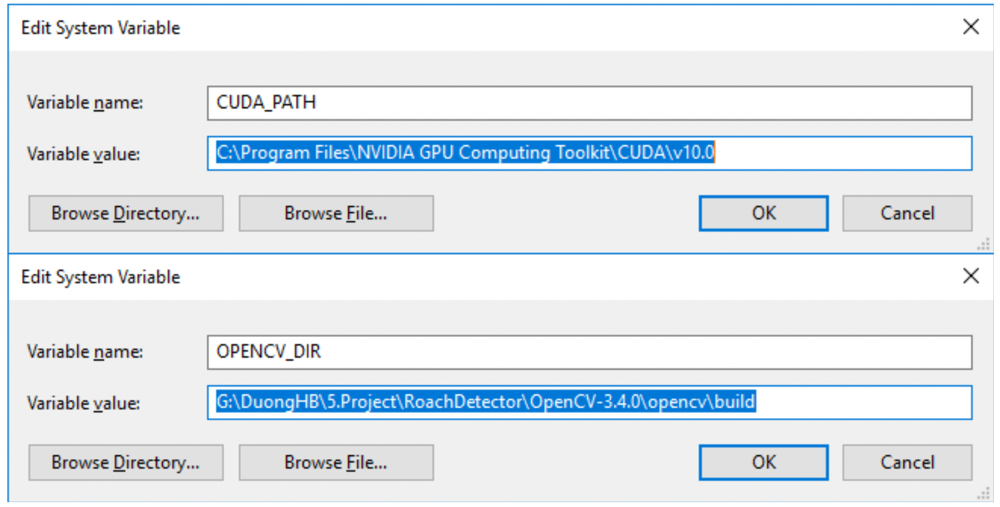 Edit System Variable
Variable name: CUDA_PATH
Variable value: C:\Program Files\NVIDIA GPU Computing Toolkit\CUDA\v10.0
Browse Directory... Browse File... OK Cancel
Edit System Variable
Variable name: OPENCV_DIR
Variable value: G:\DuongHB\5.Project\RoachDetector\OpenCV-3.4.0\opencv\build
Browse Directory... Browse File... OK Cancel